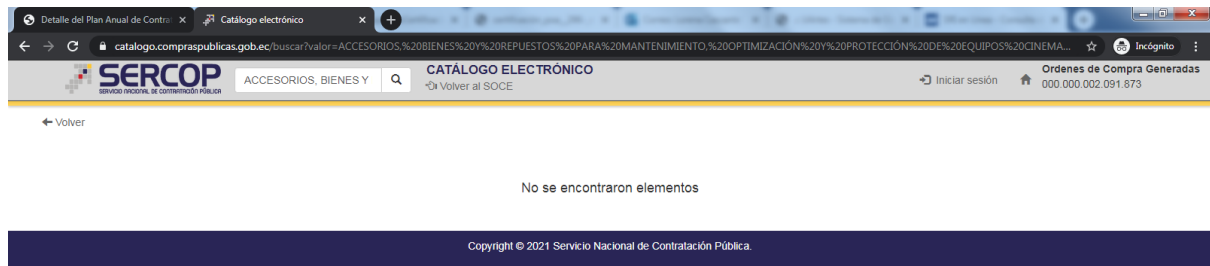 Detalle del Plan Anual de Contra
Catálogo electrónico
catalogo.compraspublicas.gob.ec/buscar?valor=ACCESORIOS,%20BIENES%20Y%20REPUESTOS%20PARA%20MANTENIMIENTO,%20OPTIMIZACIÓN%20Y%20PROTECCIÓN%20DE%20EQUIPOS%20CINEMA...
Incógnito
SERCOP
SERVICIO NACIONAL DE CONTRATACIÓN PÚBLICA
ACCESORIOS, BIENES Y
CATÁLOGO ELECTRÓNICO
Volver al SOCE
Iniciar sesión
Ordenes de Compra Generadas
000.000.002.091.873
Volver
No se encontraron elementos
Copyright © 2021 Servicio Nacional de Contratación Pública.